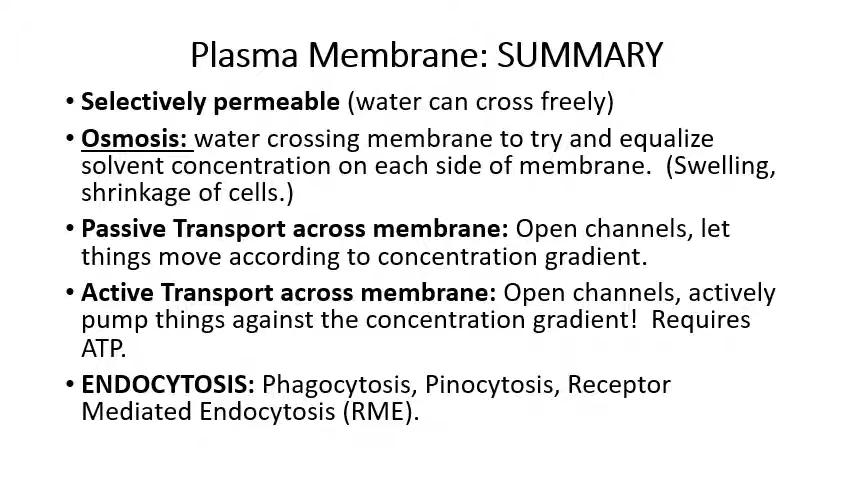 Plasma Membrane: SUMMARY
• Selectively permeable (water can cross freely)
• Osmosis: water crossing membrane to try and equalize
solvent concentration on each side of membrane.  (Swelling,
shrinkage of cells.)
• Passive Transport across membrane: Open channels, let
things move according to concentration gradient.
• Active Transport across membrane: Open channels, actively
pump things against the concentration gradient!  Requires
ATP.
• ENDOCYTOSIS: Phagocytosis, Pinocytosis, Receptor
Mediated Endocytosis (RME).